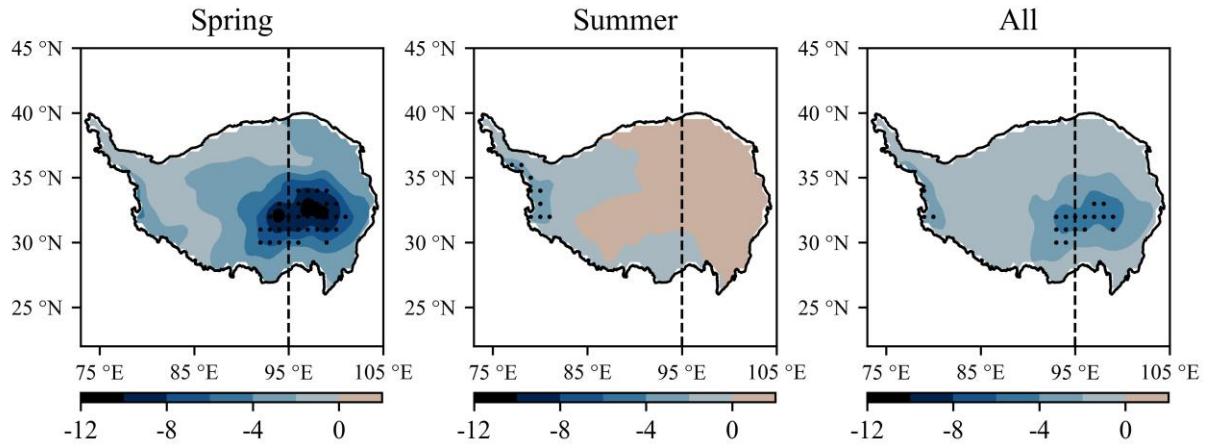 Spring Summer All
45 °N 45 °N 45 °N
40 °N 40 °N 40 °N
35 °N 35 °N 35 °N
30 °N 30 °N 30 °N
25 °N 25 °N 25 °N
75 °E 85 °E 95 °E 105 °E 75 °E 85 °E 95 °E 105 °E 75 °E 85 °E 95 °E 105 °E
-12 -8 -4 0 -12 -8 -4 0 -12 -8 -4 0